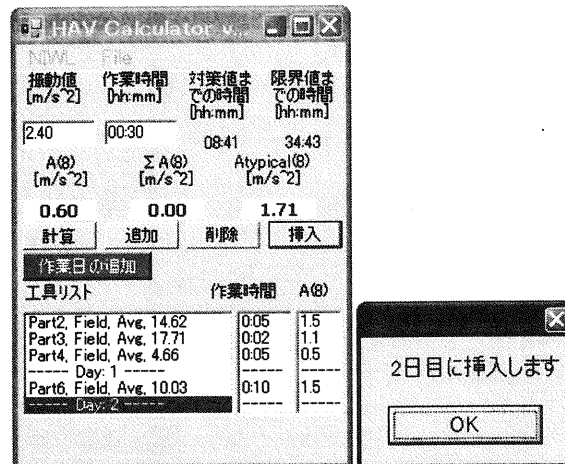 HAV Calculator v...
NIWL File
振動値 [m/s^2] 作業時間 [hh:mm] 対策値までの時間 [hh:mm] 限界値までの時間 [hh:mm]
2.40 00:30 08:41 34:43
A(8) [m/s^2] Σ A(8) [m/s^2] Atypical(8) [m/s^2]
0.60 0.00 1.71
計算 追加 削除 挿入
作業日の追加
工具リスト 作業時間 A(8)
Part2, Field, Avg, 14.62 0:05 1.5
Part3, Field, Avg, 17.71 0:02 1.1
Part4, Field, Avg, 4.66 0:05 0.5
----- Day: 1 ----- ------ ------
Part6, Field, Avg, 10.03 0:10 1.5
----- Day: 2 ----- ------ ------
2日目に挿入します
OK